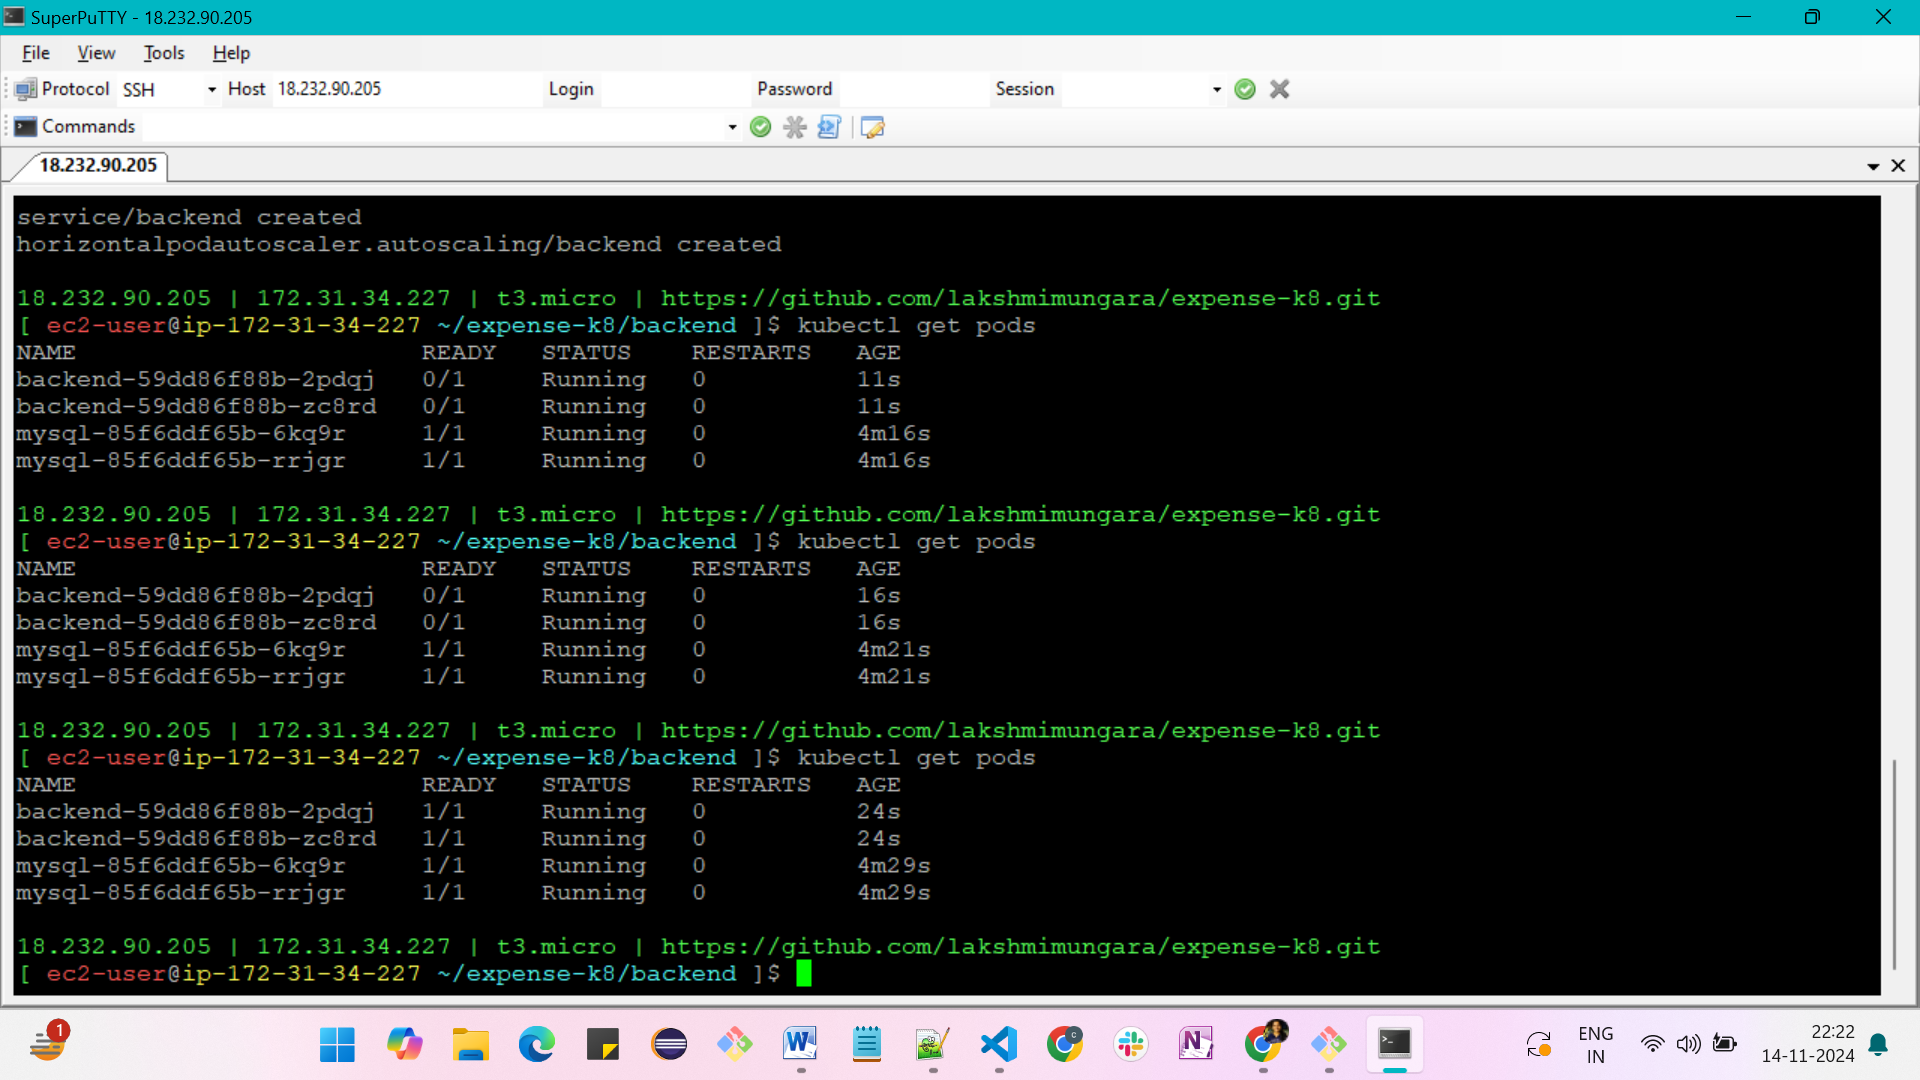 SuperPuTTY - 18.232.90.205
File View Tools Help
Protocol SSH Host 18.232.90.205 Login Password Session
Commands
18.232.90.205
service/backend created
horizontalpodautoscaler.autoscaling/backend created
18.232.90.205 | 172.31.34.227 | t3.micro | https://github.com/lakshmimungara/expense-k8.git
[ ec2-user@ip-172-31-34-227 ~/expense-k8/backend ]$ kubectl get pods
NAME READY STATUS RESTARTS AGE
backend-59dd86f88b-2pdqj 0/1 Running 0 11s
backend-59dd86f88b-zc8rd 0/1 Running 0 11s
mysql-85f6ddf65b-6kq9r 1/1 Running 0 4m16s
mysql-85f6ddf65b-rrjgr 1/1 Running 0 4m16s
18.232.90.205 | 172.31.34.227 | t3.micro | https://github.com/lakshmimungara/expense-k8.git
[ ec2-user@ip-172-31-34-227 ~/expense-k8/backend ]$ kubectl get pods
NAME READY STATUS RESTARTS AGE
backend-59dd86f88b-2pdqj 0/1 Running 0 16s
backend-59dd86f88b-zc8rd 0/1 Running 0 16s
mysql-85f6ddf65b-6kq9r 1/1 Running 0 4m21s
mysql-85f6ddf65b-rrjgr 1/1 Running 0 4m21s
18.232.90.205 | 172.31.34.227 | t3.micro | https://github.com/lakshmimungara/expense-k8.git
[ ec2-user@ip-172-31-34-227 ~/expense-k8/backend ]$ kubectl get pods
NAME READY STATUS RESTARTS AGE
backend-59dd86f88b-2pdqj 1/1 Running 0 24s
backend-59dd86f88b-zc8rd 1/1 Running 0 24s
mysql-85f6ddf65b-6kq9r 1/1 Running 0 4m29s
mysql-85f6ddf65b-rrjgr 1/1 Running 0 4m29s
18.232.90.205 | 172.31.34.227 | t3.micro | https://github.com/lakshmimungara/expense-k8.git
[ ec2-user@ip-172-31-34-227 ~/expense-k8/backend ]$
1
ENG
IN
22:22
14-11-2024